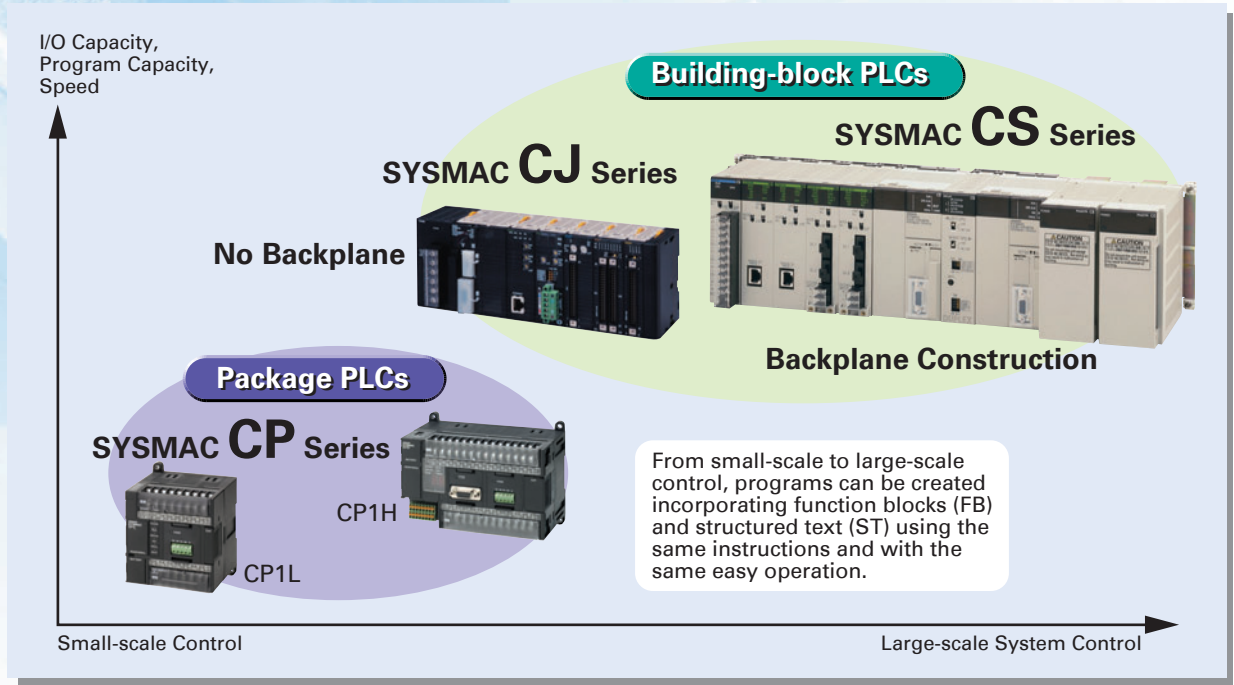 I/O Capacity,
Program Capacity,
Speed
Building-block PLCs
SYSMAC CS Series
SYSMAC CJ Series
No Backplane
Backplane Construction
Package PLCs
SYSMAC CP Series
CP1H
CP1L
From small-scale to large-scale
control, programs can be created
incorporating function blocks (FB)
and structured text (ST) using the
same instructions and with the
same easy operation.
Small-scale Control
Large-scale System Control
CAUTION
CAUTION